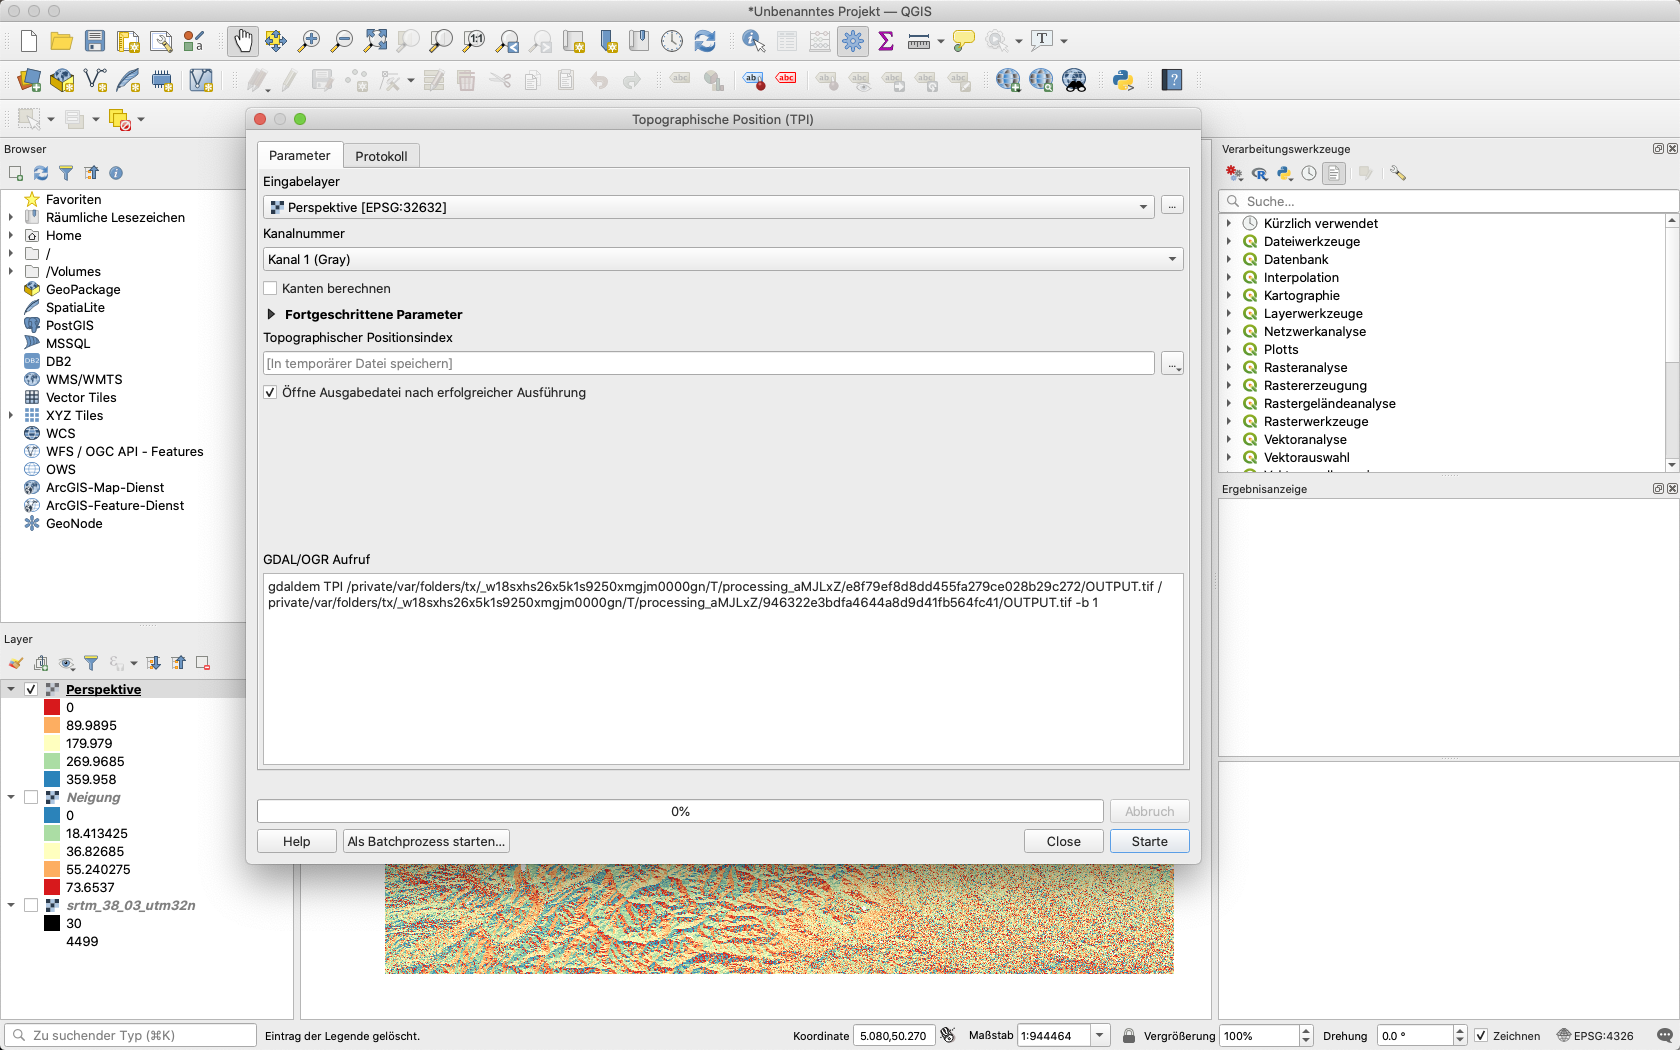 *Unbenanntes Projekt — QGIS
Topographische Position (TPI)
Browser
Favoriten
Räumliche Lesezeichen
Home
/
/Volumes
GeoPackage
SpatiaLite
PostGIS
MSSQL
DB2
WMS/WMTS
Vector Tiles
XYZ Tiles
WCS
WFS / OGC API - Features
OWS
ArcGIS-Map-Dienst
ArcGIS-Feature-Dienst
GeoNode
Layer
Perspektive
0
89.9895
179.979
269.9685
359.958
Neigung
0
18.413425
36.82685
55.240275
73.6537
srtm_38_03_utm32n
30
4499
Parameter
Protokoll
Eingabelayer
Perspektive [EPSG:32632]
...
Kanalnummer
Kanal 1 (Gray)
Kanten berechnen
Fortgeschrittene Parameter
Topographischer Positionsindex
[In temporärer Datei speichern]
...
Öffne Ausgabedatei nach erfolgreicher Ausführung
GDAL/OGR Aufruf
gdaldem TPI /private/var/folders/tx/_w18sxhs26x5k1s9250xmgjm0000gn/T/processing_aMJLxZ/e8f79ef8d8dd455fa279ce028b29c272/OUTPUT.tif /
private/var/folders/tx/_w18sxhs26x5k1s9250xmgjm0000gn/T/processing_aMJLxZ/946322e3bdfa4644a8d9d41fb564fc41/OUTPUT.tif -b 1
0%
Abbruch
Help
Als Batchprozess starten...
Close
Starte
Verarbeitungswerkzeuge
Suche...
Kürzlich verwendet
Dateiwerkzeuge
Datenbank
Interpolation
Kartographie
Layerwerkzeuge
Netzwerkanalyse
Plotts
Rasteranalyse
Rastererzeugung
Rastergeländeanalyse
Rasterwerkzeuge
Vektoranalyse
Vektorauswahl
Ergebnisanzeige
Zu suchender Typ (⌘K)
Eintrag der Legende gelöscht.
Koordinate 5.080,50.270
Maßstab 1:944464
Vergrößerung 100%
Drehung 0.0 °
Zeichnen
EPSG:4326